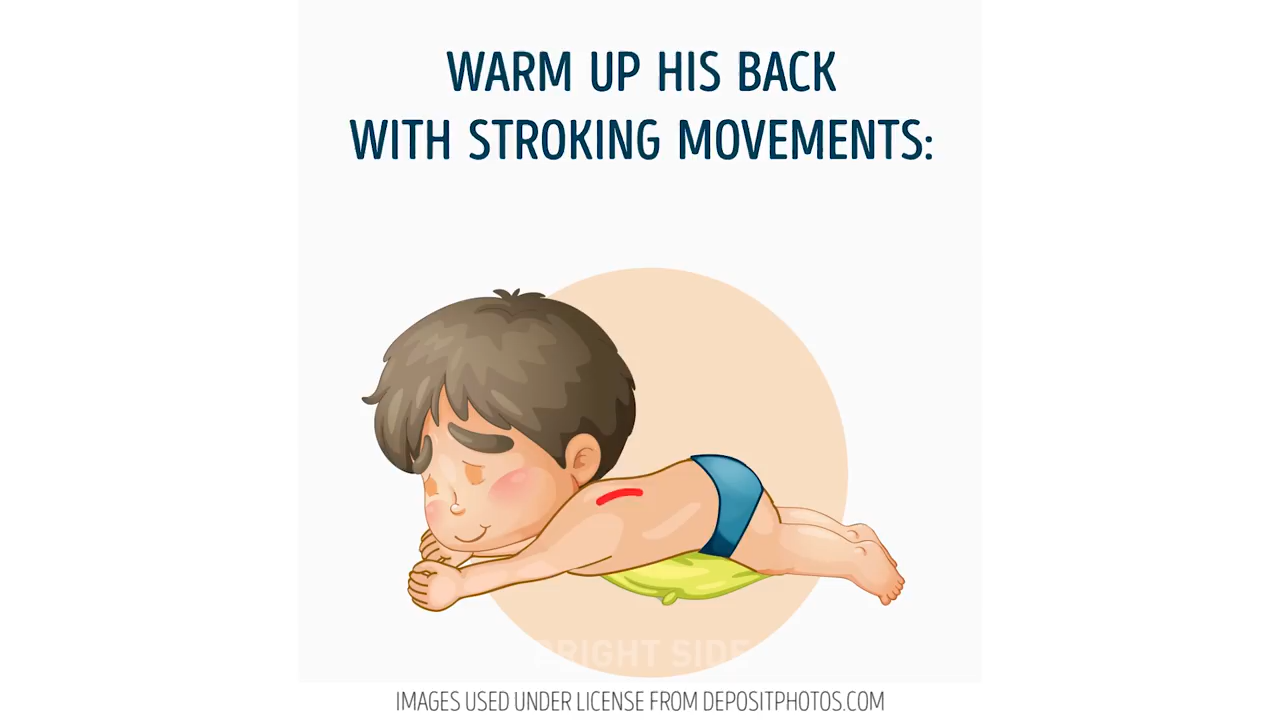 WARM UP HIS BACK
WITH STROKING MOVEMENTS:
BRIGHT SIDE
IMAGES USED UNDER LICENSE FROM DEPOSITPHOTOS.COM